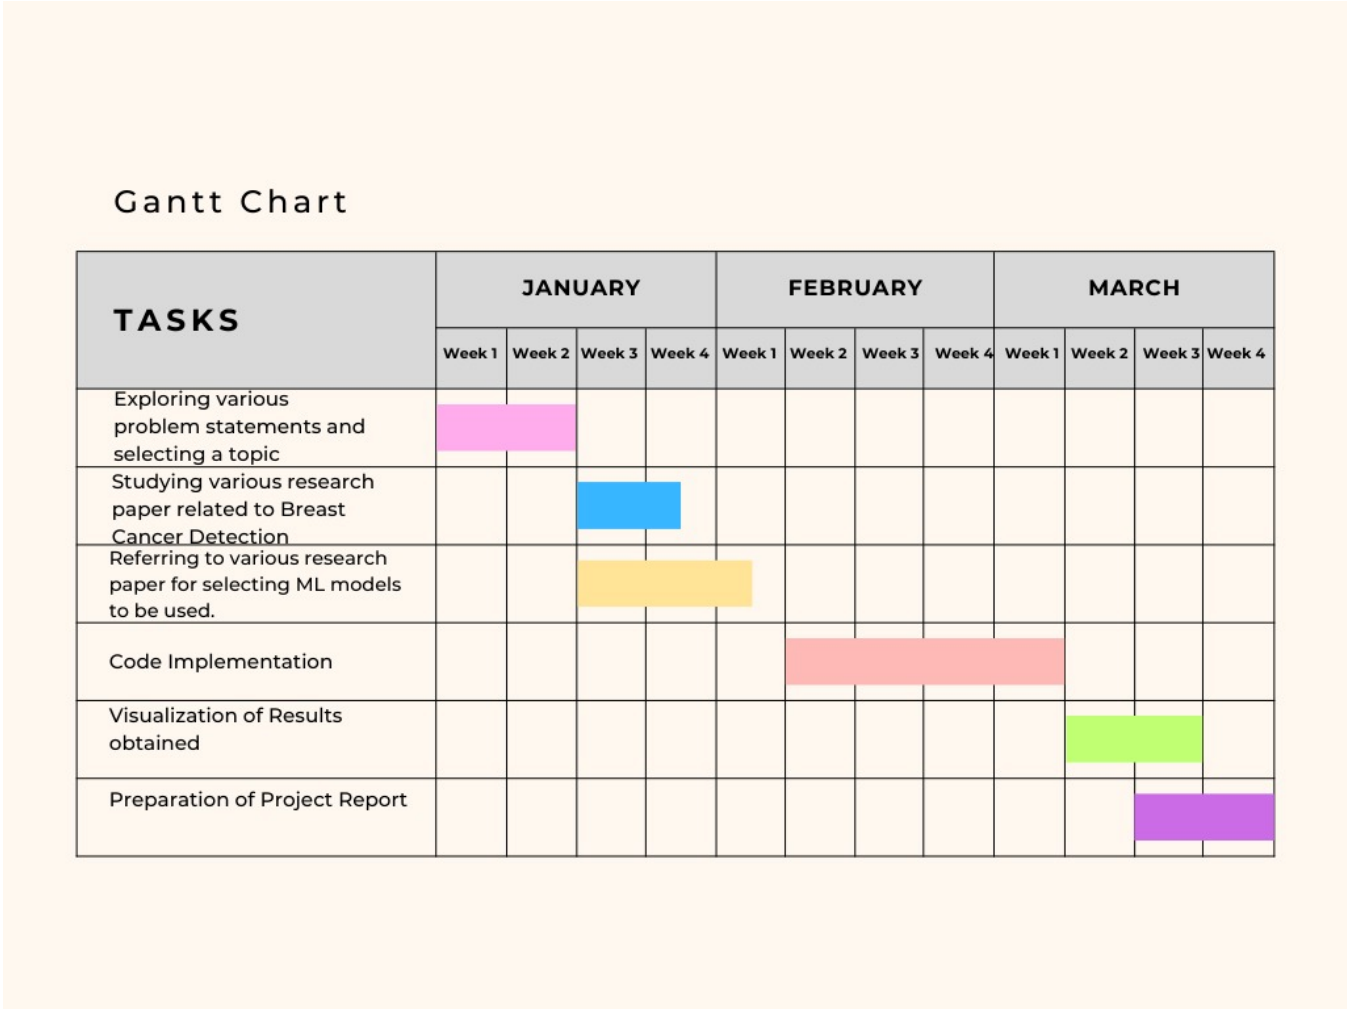 Gantt Chart
TASKS
JANUARY
FEBRUARY
MARCH
Week 1 Week 2 Week 3 Week 4 Week 1 Week 2 Week 3 Week 4 Week 1 Week 2 Week 3 Week 4
Exploring various
problem statements and
selecting a topic
Studying various research
paper related to Breast
Cancer Detection
Referring to various research
paper for selecting ML models
to be used.
Code Implementation
Visualization of Results
obtained
Preparation of Project Report